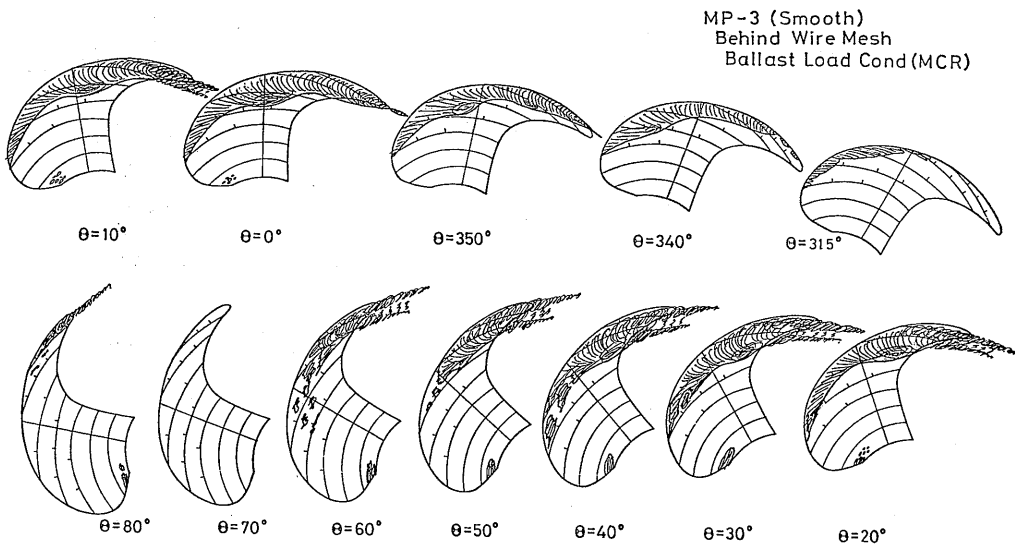 MP-3 (Smooth)
Behind Wire Mesh
Ballast Load Cond (MCR)
θ=10°
θ=0°
θ=350°
θ=340°
θ=315°
θ=80°
θ=70°
θ=60°
θ=50°
θ=40°
θ=30°
θ=20°